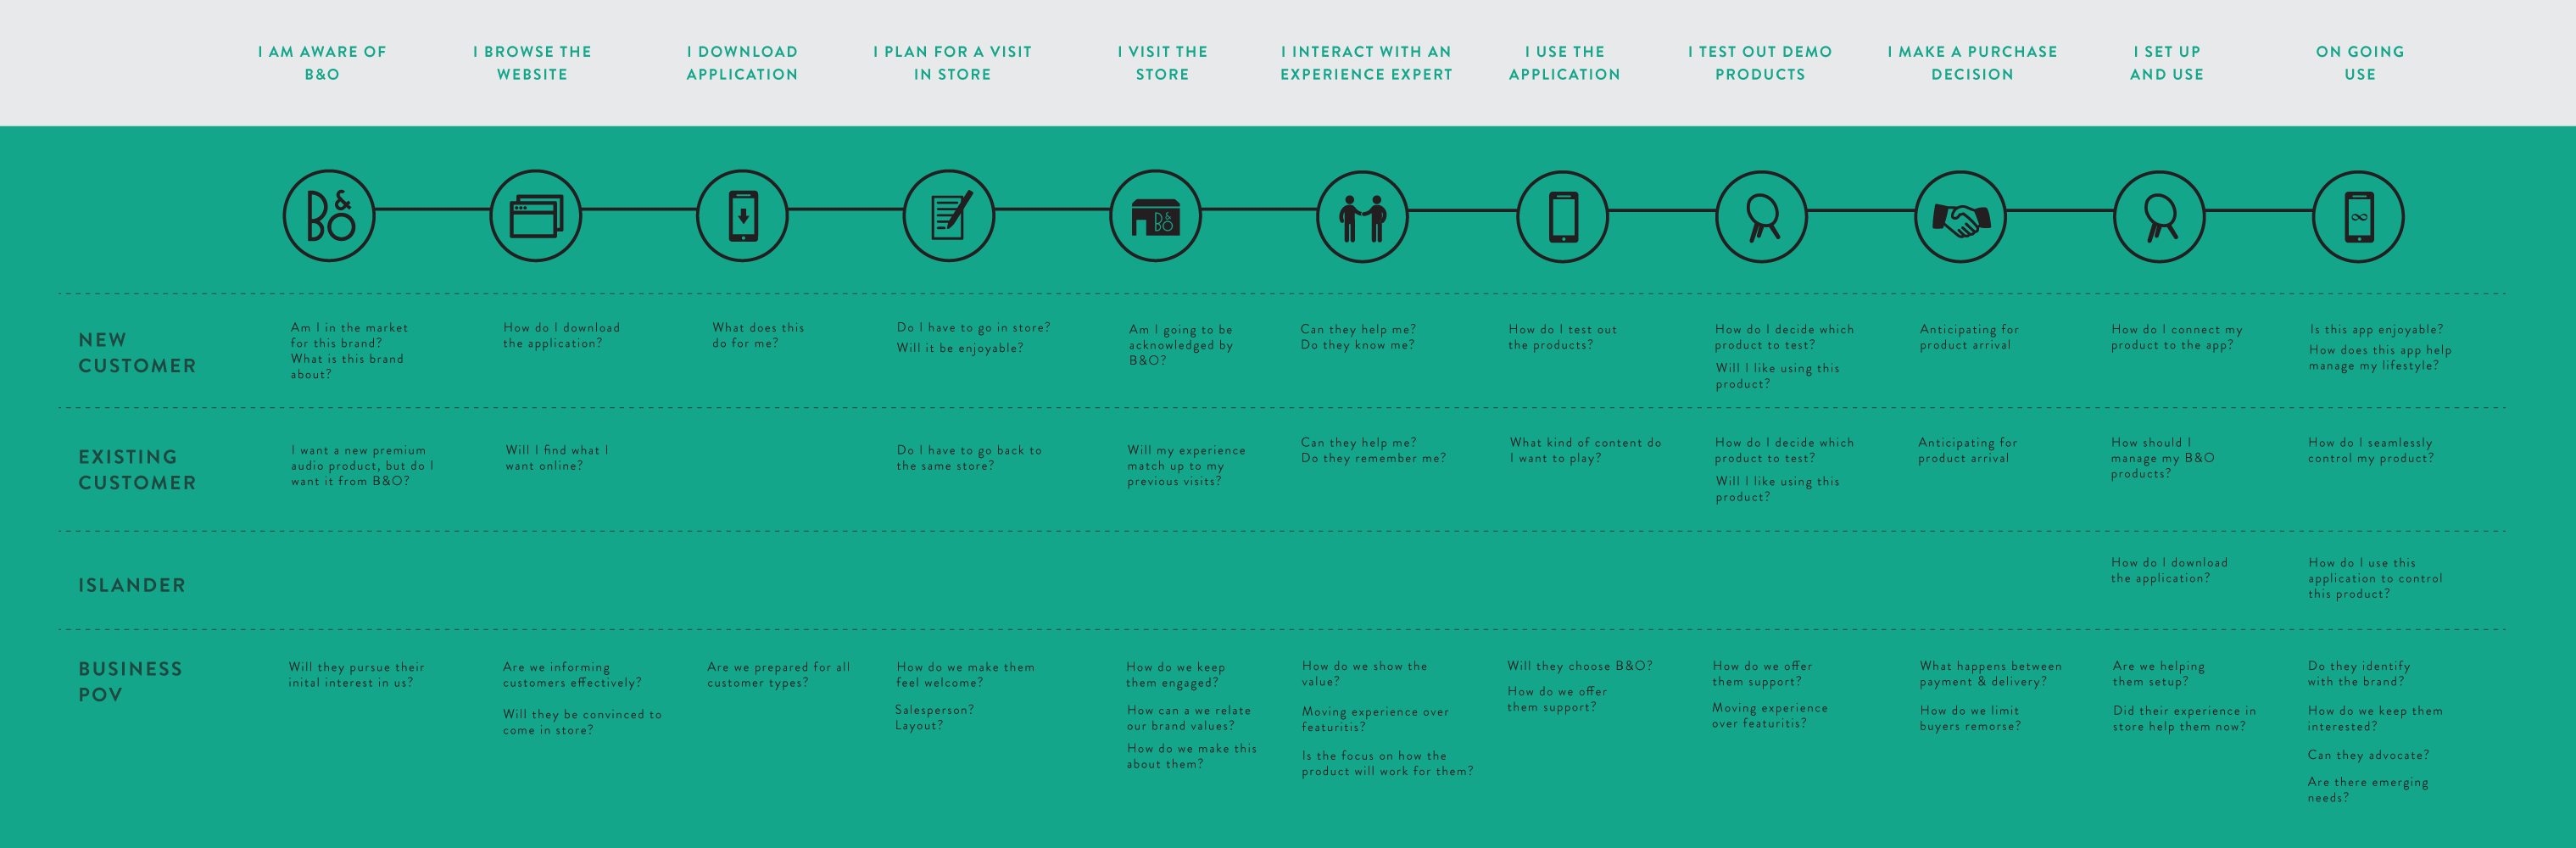 I AM AWARE OF
B&O
I BROWSE THE
WEBSITE
I DOWNLOAD
APPLICATION
I PLAN FOR A VISIT
IN STORE
I VISIT THE
STORE
I INTERACT WITH AN
EXPERIENCE EXPERT
I USE THE
APPLICATION
I TEST OUT DEMO
PRODUCTS
I MAKE A PURCHASE
DECISION
I SET UP
AND USE
ON GOING
USE
B&O
B&O
NEW
CUSTOMER
Am I in the market
for this brand?
What is this brand
about?
How do I download
the application?
What does this
do for me?
Do I have to go in store?
Will it be enjoyable?
Am I going to be
acknowledged by
B&O?
Can they help me?
Do they know me?
How do I test out
the products?
How do I decide which
product to test?
Will I like using this
product?
Anticipating for
product arrival
How do I connect my
product to the app?
Is this app enjoyable?
How does this app help
manage my lifestyle?
EXISTING
CUSTOMER
I want a new premium
audio product, but do I
want it from B&O?
Will I find what I
want online?
Do I have to go back to
the same store?
Will my experience
match up to my
previous visits?
Can they help me?
Do they remember me?
What kind of content do
I want to play?
How do I decide which
product to test?
Will I like using this
product?
Anticipating for
product arrival
How should I
manage my B&O
products?
How do I seamlessly
control my product?
ISLANDER
How do I download
the application?
How do I use this
application to control
this product?
BUSINESS
POV
Will they pursue their
inital interest in us?
Are we informing
customers effectively?
Will they be convinced to
come in store?
Are we prepared for all
customer types?
How do we make them
feel welcome?
Salesperson?
Layout?
How do we keep
them engaged?
How can a we relate
our brand values?
How do we make this
about them?
How do we show the
value?
Moving experience over
featuritis?
Is the focus on how the
product will work for them?
Will they choose B&O?
How do we offer
them support?
How do we offer
them support?
Moving experience
over featuritis?
What happens between
payment & delivery?
How do we limit
buyers remorse?
Are we helping
them setup?
Did their experience in
store help them now?
Do they identify
with the brand?
How do we keep them
interested?
Can they advocate?
Are there emerging
needs?